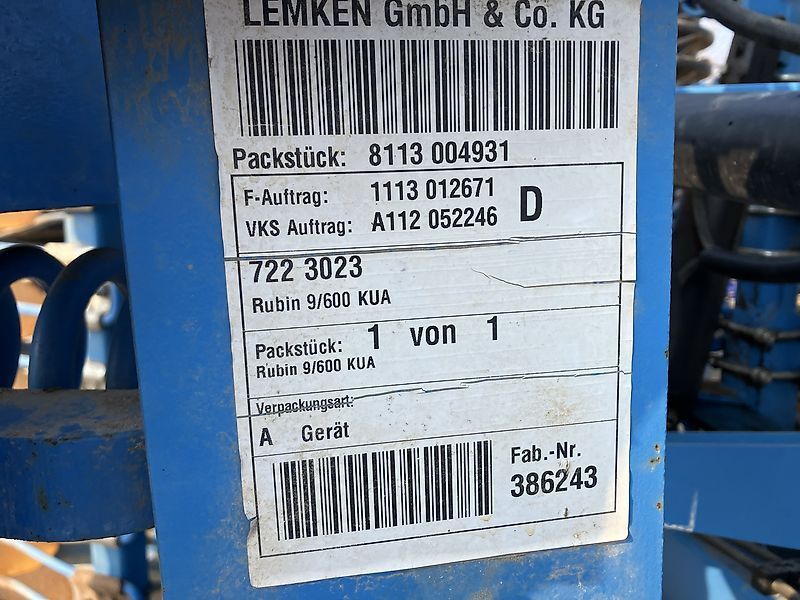 LEMKEN GmbH & Co. KG
Packstück: 8113 004931
F-Auftrag: 1113 012671 D
VKS Auftrag: A112 052246
722 3023
Rubin 9/600 KUA
Packstück: 1 von 1
Rubin 9/600 KUA
Verpackungsart:
A Gerät
Fab.-Nr.
386243